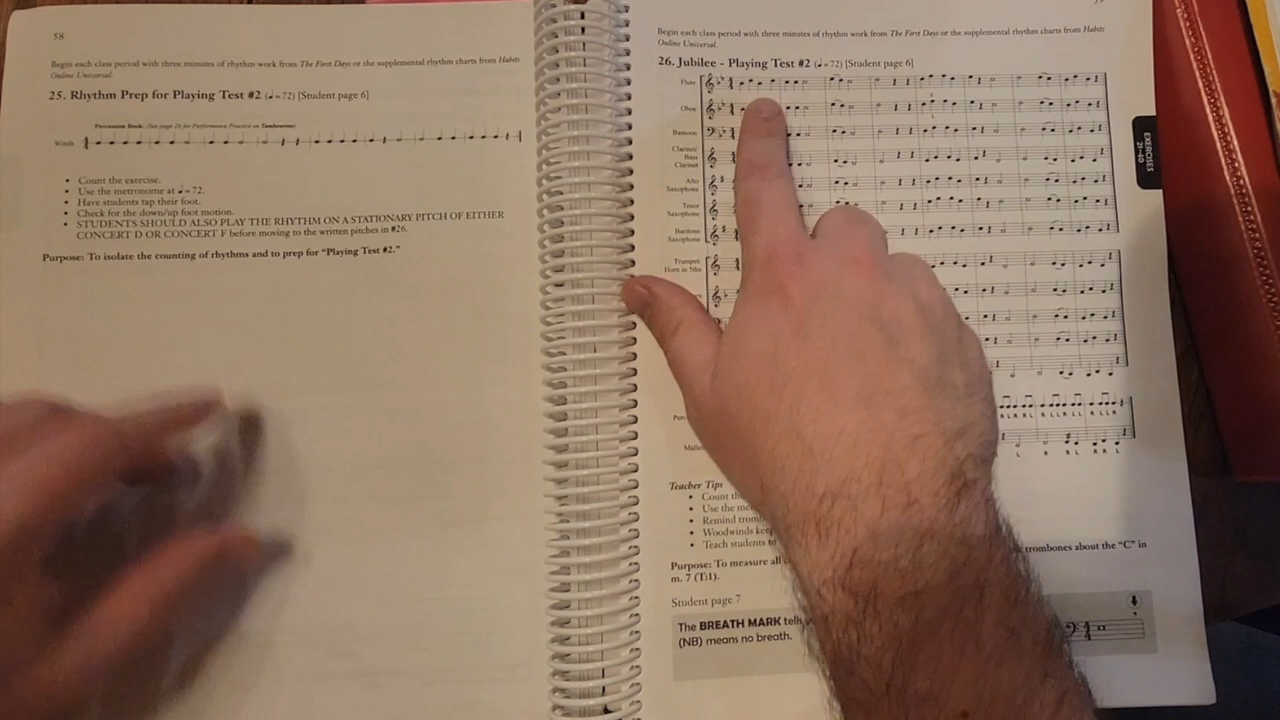 58
Begin each class period with three minutes of rhythm work from The First Days or the supplemental rhythm charts from Habits
Online Universal.
25. Rhythm Prep for Playing Test #2 (♩=72) [Student page 6]
Percussion Book: (See page 26 for Performance Practice on Tambourine)
Winds
• Count the exercise.
• Use the metronome at ♩=72.
• Have students tap their foot.
• Check for the down/up foot motion.
• STUDENTS SHOULD ALSO PLAY THE RHYTHM ON A STATIONARY PITCH OF EITHER
CONCERT D OR CONCERT F before moving to the written pitches in #26.
Purpose: To isolate the counting of rhythms and to prep for “Playing Test #2.”
Begin each class period with three minutes of rhythm work from The First Days or the supplemental rhythm charts from Habits
Online Universal.
26. Jubilee - Playing Test #2 (♩=72) [Student page 6]
Flute
Oboe
Bassoon
Clarinet/
Bass
Clarinet
Alto
Saxophone
Tenor
Saxophone
Baritone
Saxophone
Trumpet/
Horn in 5ths
EXERCISES
21-40
R L R R L L R L L R
L R R L R R L
Teacher Tips
• Count
• Use the
• Remind
• Woodwinds
• Teach students to
trombones about the “C” in
Purpose: To measure all
m. 7 (T:1).
Student page 7
The BREATH MARK
(NB) means no breath.